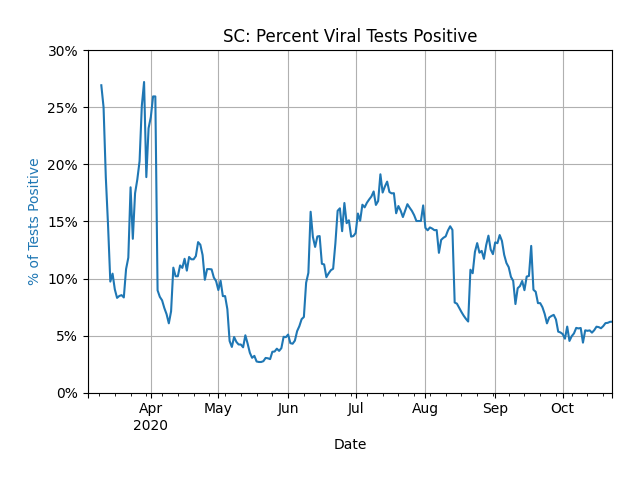 SC: Percent Viral Tests Positive
30%
25%
20%
15%
10%
5%
0%
% of Tests Positive
Apr May Jun Jul Aug Sep Oct
2020
Date